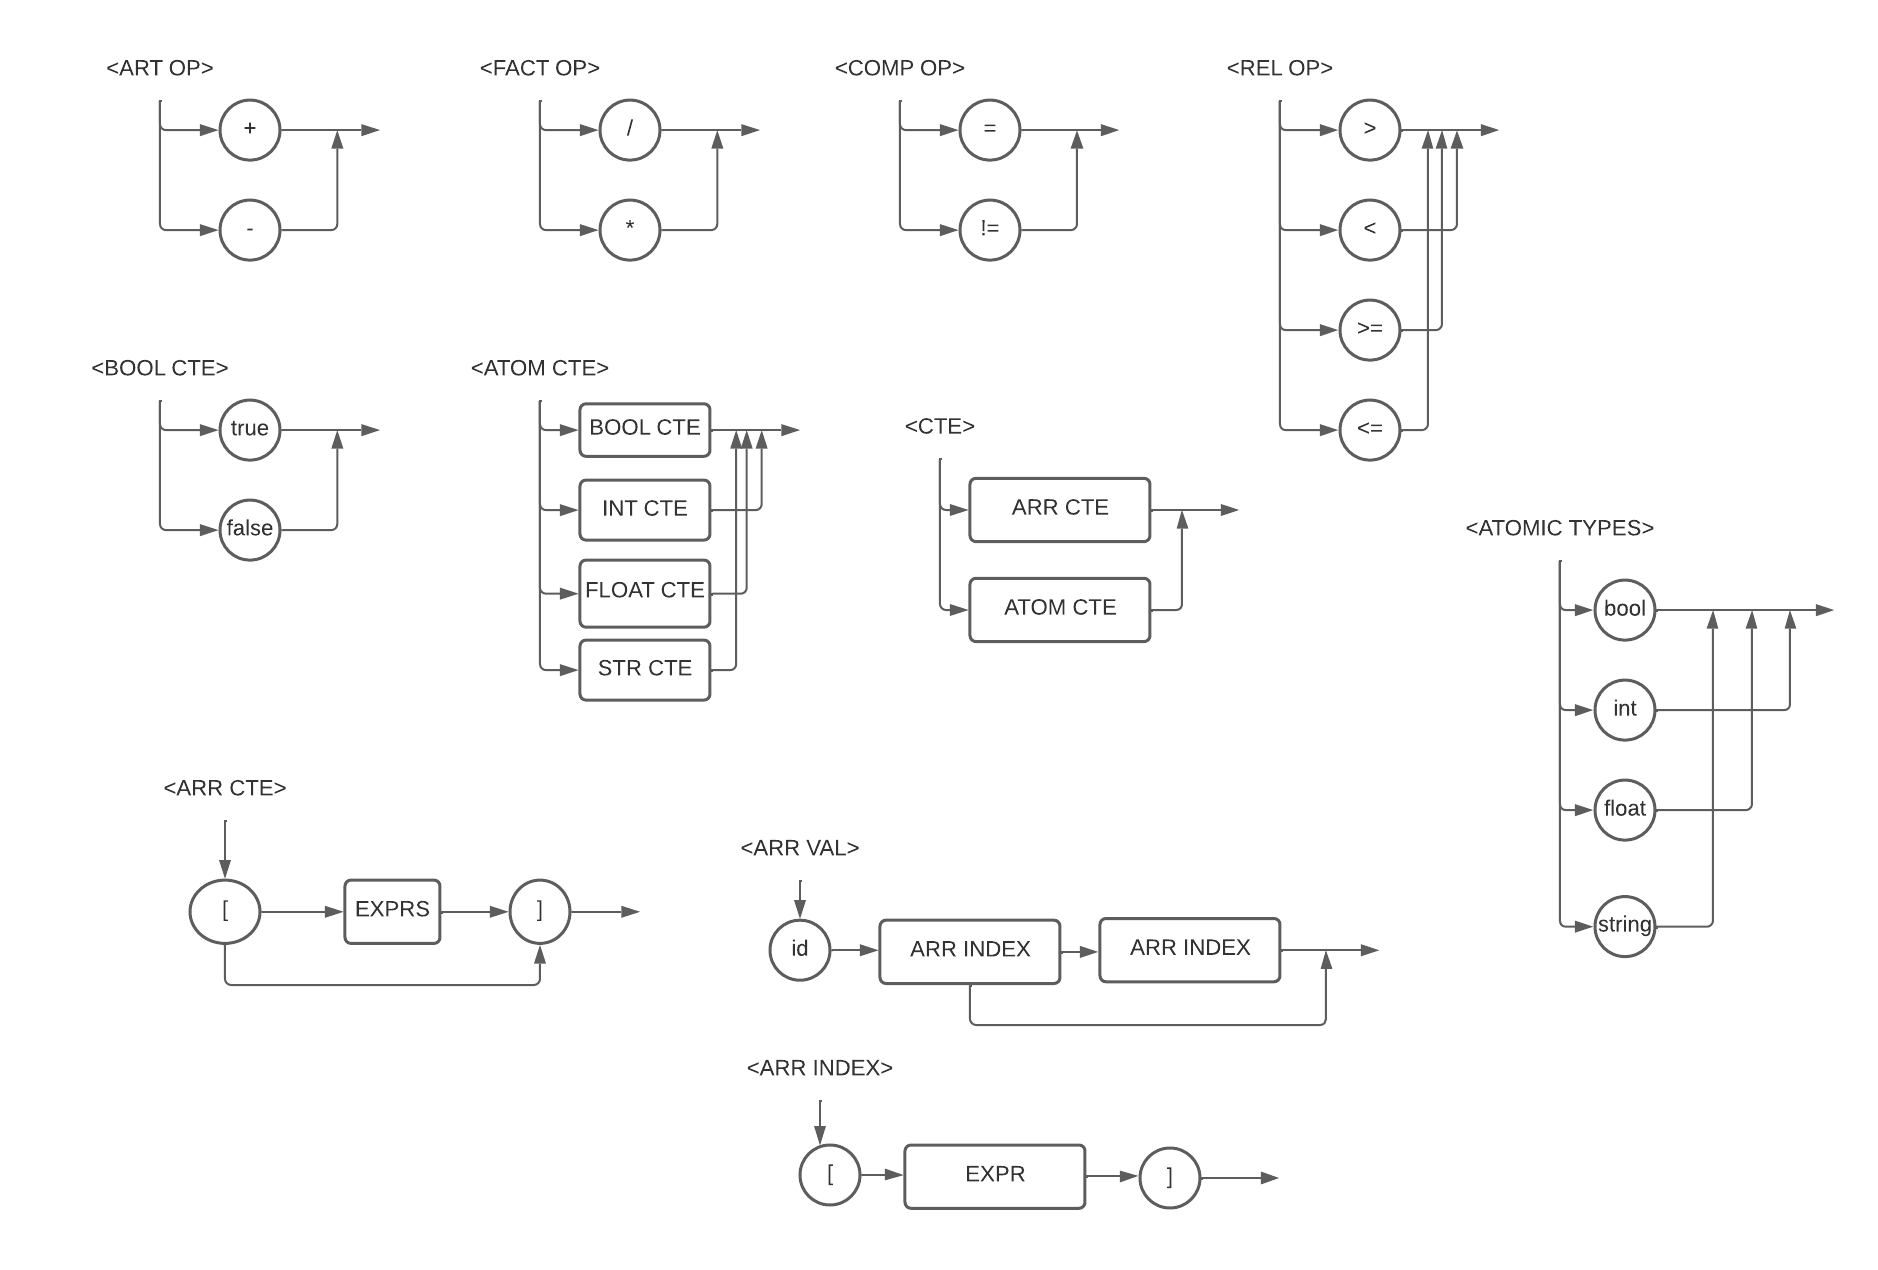 <ART OP>
+
-
<FACT OP>
/
*
<COMP OP>
=
!=
<REL OP>
>
<
>=
<=
<BOOL CTE>
true
false
<ATOM CTE>
BOOL CTE
INT CTE
FLOAT CTE
STR CTE
<CTE>
ARR CTE
ATOM CTE
<ATOMIC TYPES>
bool
int
float
string
<ARR CTE>
[
EXPRS
]
<ARR VAL>
id
ARR INDEX
ARR INDEX
<ARR INDEX>
[
EXPR
]